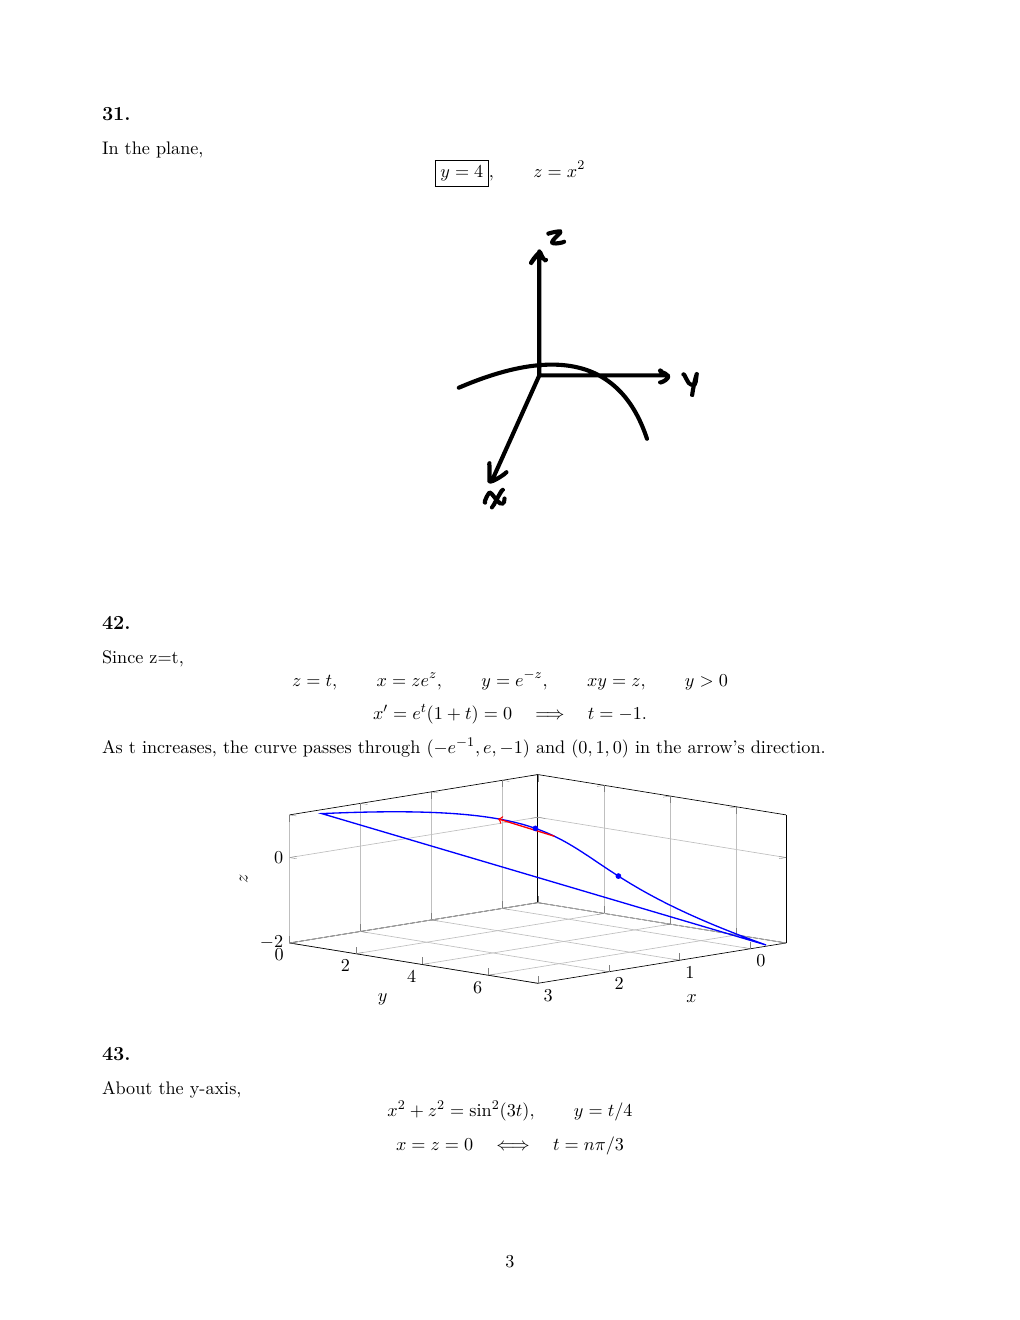 31.
In the plane,
y = 4, z = x²
z
y
x
42.
Since z=t,
z = t, x = zeᶻ, y = e⁻ᶻ, xy = z, y > 0
x′ = eᵗ(1 + t) = 0 ⟹ t = −1.
As t increases, the curve passes through (−e⁻¹, e, −1) and (0, 1, 0) in the arrow's direction.
0
z
−2
0
2
4
6
y
3
2
1
0
x
43.
About the y-axis,
x² + z² = sin²(3t), y = t/4
x = z = 0 ⟺ t = nπ/3
3